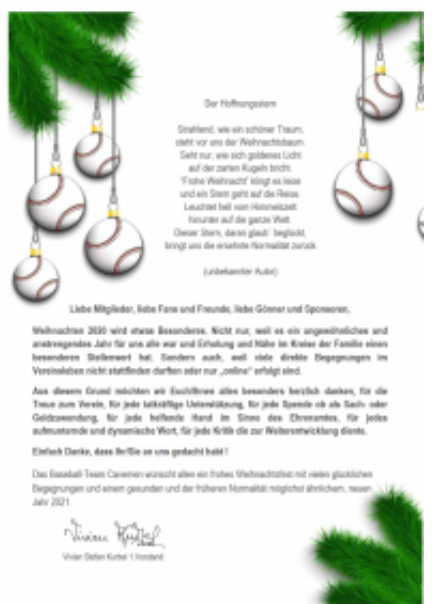 Der Hoffnungsstern
Strahlend, wie ein schöner Traum,
steht vor uns der Weihnachtsbaum.
Seht nur, wie sich goldenes Licht
auf der zarten Kugeln bricht.
"Frohe Weihnacht" klingt es leise
und ein Stern geht auf die Reise.
Leuchtet hell vom Himmelszelt
hinunter auf die ganze Welt.
Dieser Stern, daran glaub' beglückt,
bringt uns die ersehnte Normalität zurück
(unbekannter Autor)
Liebe Mitglieder, liebe Fans und Freunde, liebe Gönner und Sponsoren,
Weihnachten 2020 wird etwas Besonderes. Nicht nur, weil es ein ungewöhnliches und
anstrengendes Jahr für uns alle war und Erholung und Nähe im Kreise der Familie einen
besonderen Stellenwert hat. Sondern auch, weil viele direkte Begegnungen im
Vereinsleben nicht stattfinden durften oder nur „online“ erfolgt sind.
Aus diesem Grund möchten wir Euch/Ihnen allen besonders herzlich danken, für die
Treue zum Verein, für jede tatkräftige Unterstützung, für jede Spende ob als Sach- oder
Geldzuwendung, für jede helfende Hand im Sinne des Ehrenamtes, für jedes
aufmunternde und dynamische Wort, für jede Kritik die zur Weiterentwicklung diente.
Einfach Danke, dass Ihr/Sie an uns gedacht habt!
Das Baseball-Team Cavemen wünscht allen ein frohes Weihnachtsfest mit vielen glücklichen
Begegnungen und einem gesunden und der früheren Normalität möglichst ähnlichem, neuen
Jahr 2021.
Vivian
Vivian Stefan Kurbel 1.Vorstand